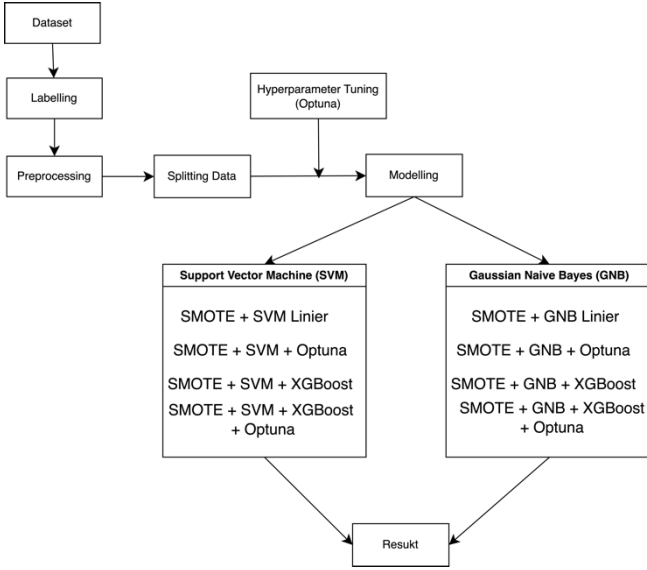 Dataset
Labelling
Hyperparameter Tuning
(Optuna)
Preprocessing
Splitting Data
Modelling
Support Vector Machine (SVM)
SMOTE + SVM Linier
SMOTE + SVM + Optuna
SMOTE + SVM + XGBoost
SMOTE + SVM + XGBoost
+ Optuna
Gaussian Naive Bayes (GNB)
SMOTE + GNB Linier
SMOTE + GNB + Optuna
SMOTE + GNB + XGBoost
SMOTE + GNB + XGBoost
+ Optuna
Resukt